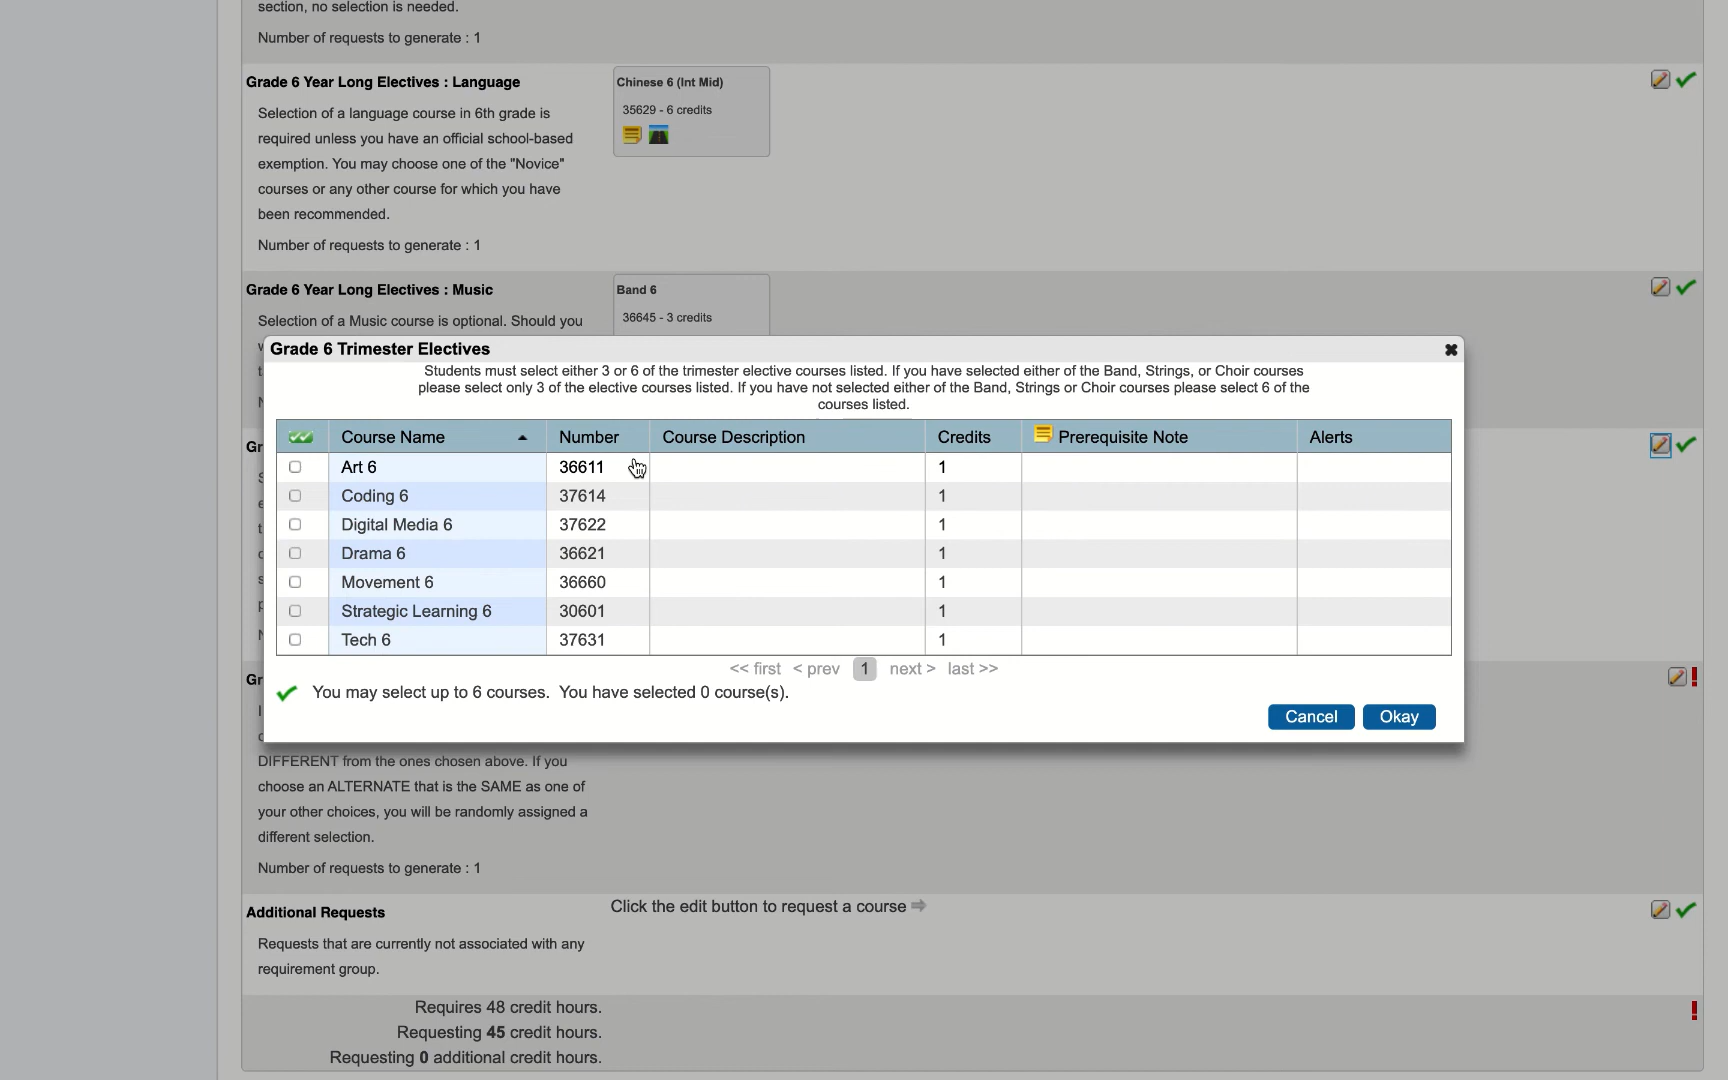 section, no selection is needed.
Number of requests to generate : 1
Grade 6 Year Long Electives : Language
Chinese 6 (Int Mid)
Selection of a language course in 6th grade is
35629 - 6 credits
required unless you have an official school-based
exemption. You may choose one of the "Novice"
courses or any other course for which you have
been recommended.
Number of requests to generate : 1
Grade 6 Year Long Electives : Music
Band 6
Selection of a Music course is optional. Should you
36645 - 3 credits
Grade 6 Trimester Electives
Students must select either 3 or 6 of the trimester elective courses listed. If you have selected either of the Band, Strings, or Choir courses
please select only 3 of the elective courses listed. If you have not selected either of the Band, Strings or Choir courses please select 6 of the
courses listed.
Course Name Number Course Description Credits Prerequisite Note Alerts
Art 6 36611 1
Coding 6 37614 1
Digital Media 6 37622 1
Drama 6 36621 1
Movement 6 36660 1
Strategic Learning 6 30601 1
Tech 6 37631 1
<< first < prev 1 next > last >>
You may select up to 6 courses. You have selected 0 course(s).
Cancel Okay
DIFFERENT from the ones chosen above. If you
choose an ALTERNATE that is the SAME as one of
your other choices, you will be randomly assigned a
different selection.
Number of requests to generate : 1
Additional Requests
Click the edit button to request a course
Requests that are currently not associated with any
requirement group.
Requires 48 credit hours.
Requesting 45 credit hours.
Requesting 0 additional credit hours.